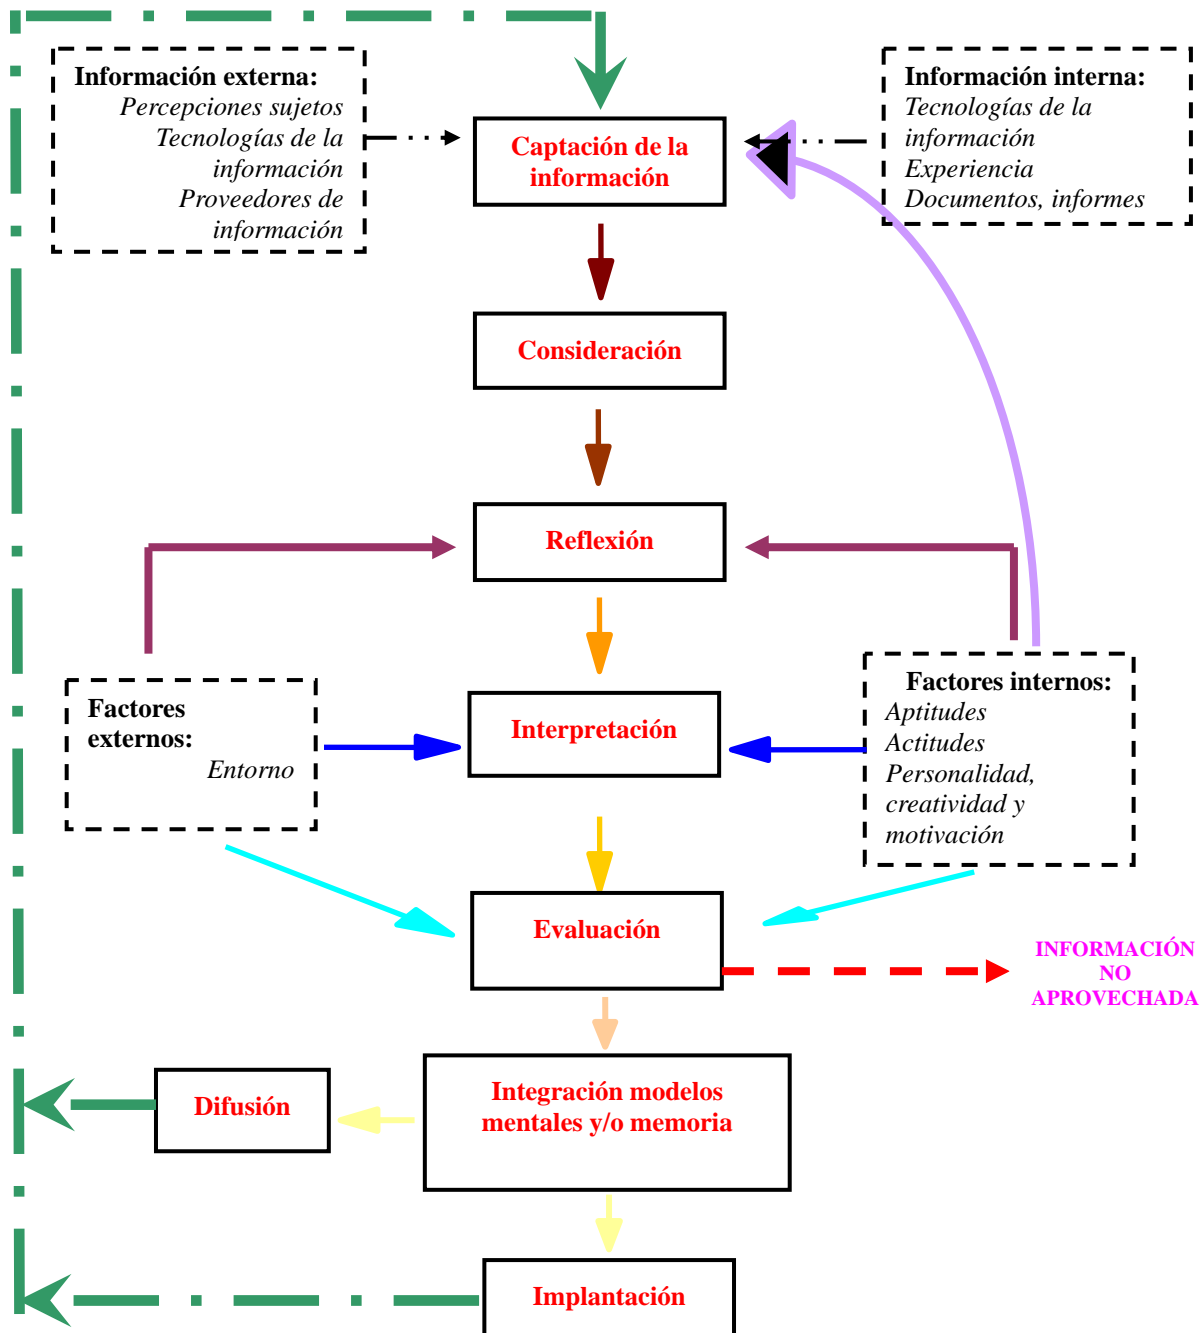 Información externa:
Percepciones sujetos
Tecnologías de la
información
Proveedores de
información
Captación de la
información
Información interna:
Tecnologías de la
información
Experiencia
Documentos, informes
Consideración
Reflexión
Factores
externos:
Entorno
Interpretación
Factores internos:
Aptitudes
Actitudes
Personalidad,
creatividad y
motivación
Evaluación
INFORMACIÓN
NO
APROVECHADA
Integración modelos
mentales y/o memoria
Difusión
Implantación